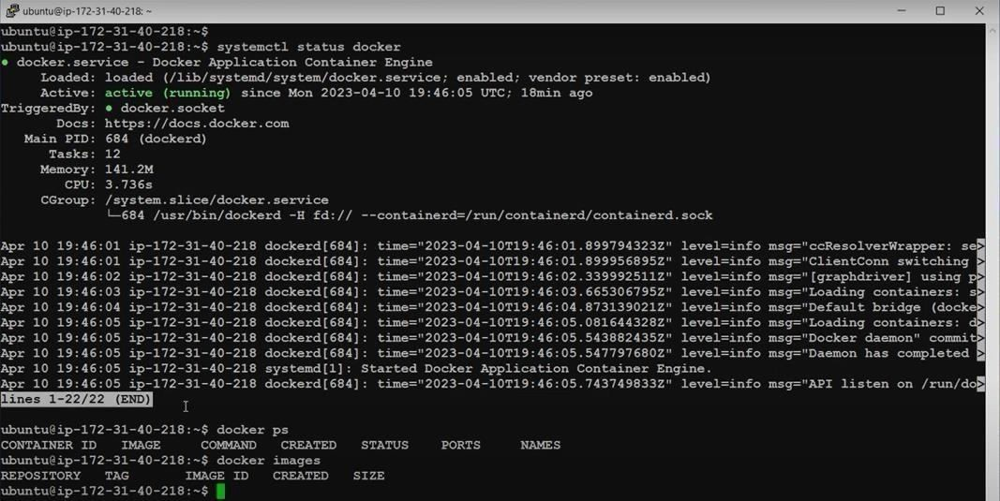 ubuntu@ip-172-31-40-218: ~
ubuntu@ip-172-31-40-218:~$
ubuntu@ip-172-31-40-218:~$ systemctl status docker
● docker.service - Docker Application Container Engine
Loaded: loaded (/lib/systemd/system/docker.service; enabled; vendor preset: enabled)
Active: active (running) since Mon 2023-04-10 19:46:05 UTC; 18min ago
TriggeredBy: ● docker.socket
Docs: https://docs.docker.com
Main PID: 684 (dockerd)
Tasks: 12
Memory: 141.2M
CPU: 3.736s
CGroup: /system.slice/docker.service
└─684 /usr/bin/dockerd -H fd:// --containerd=/run/containerd/containerd.sock
Apr 10 19:46:01 ip-172-31-40-218 dockerd[684]: time="2023-04-10T19:46:01.899794323Z" level=info msg="ccResolverWrapper: se>
Apr 10 19:46:01 ip-172-31-40-218 dockerd[684]: time="2023-04-10T19:46:01.899956895Z" level=info msg="ClientConn switching >
Apr 10 19:46:02 ip-172-31-40-218 dockerd[684]: time="2023-04-10T19:46:02.339992511Z" level=info msg="[graphdriver] using p>
Apr 10 19:46:03 ip-172-31-40-218 dockerd[684]: time="2023-04-10T19:46:03.665306795Z" level=info msg="Loading containers: s>
Apr 10 19:46:04 ip-172-31-40-218 dockerd[684]: time="2023-04-10T19:46:04.873139021Z" level=info msg="Default bridge (docke>
Apr 10 19:46:05 ip-172-31-40-218 dockerd[684]: time="2023-04-10T19:46:05.081644328Z" level=info msg="Loading containers: d>
Apr 10 19:46:05 ip-172-31-40-218 dockerd[684]: time="2023-04-10T19:46:05.543882435Z" level=info msg="Docker daemon" commit>
Apr 10 19:46:05 ip-172-31-40-218 dockerd[684]: time="2023-04-10T19:46:05.547797680Z" level=info msg="Daemon has completed >
Apr 10 19:46:05 ip-172-31-40-218 systemd[1]: Started Docker Application Container Engine.
Apr 10 19:46:05 ip-172-31-40-218 dockerd[684]: time="2023-04-10T19:46:05.743749833Z" level=info msg="API listen on /run/do>
lines 1-22/22 (END)
ubuntu@ip-172-31-40-218:~$ docker ps
CONTAINER ID IMAGE COMMAND CREATED STATUS PORTS NAMES
ubuntu@ip-172-31-40-218:~$ docker images
REPOSITORY TAG IMAGE ID CREATED SIZE
ubuntu@ip-172-31-40-218:~$